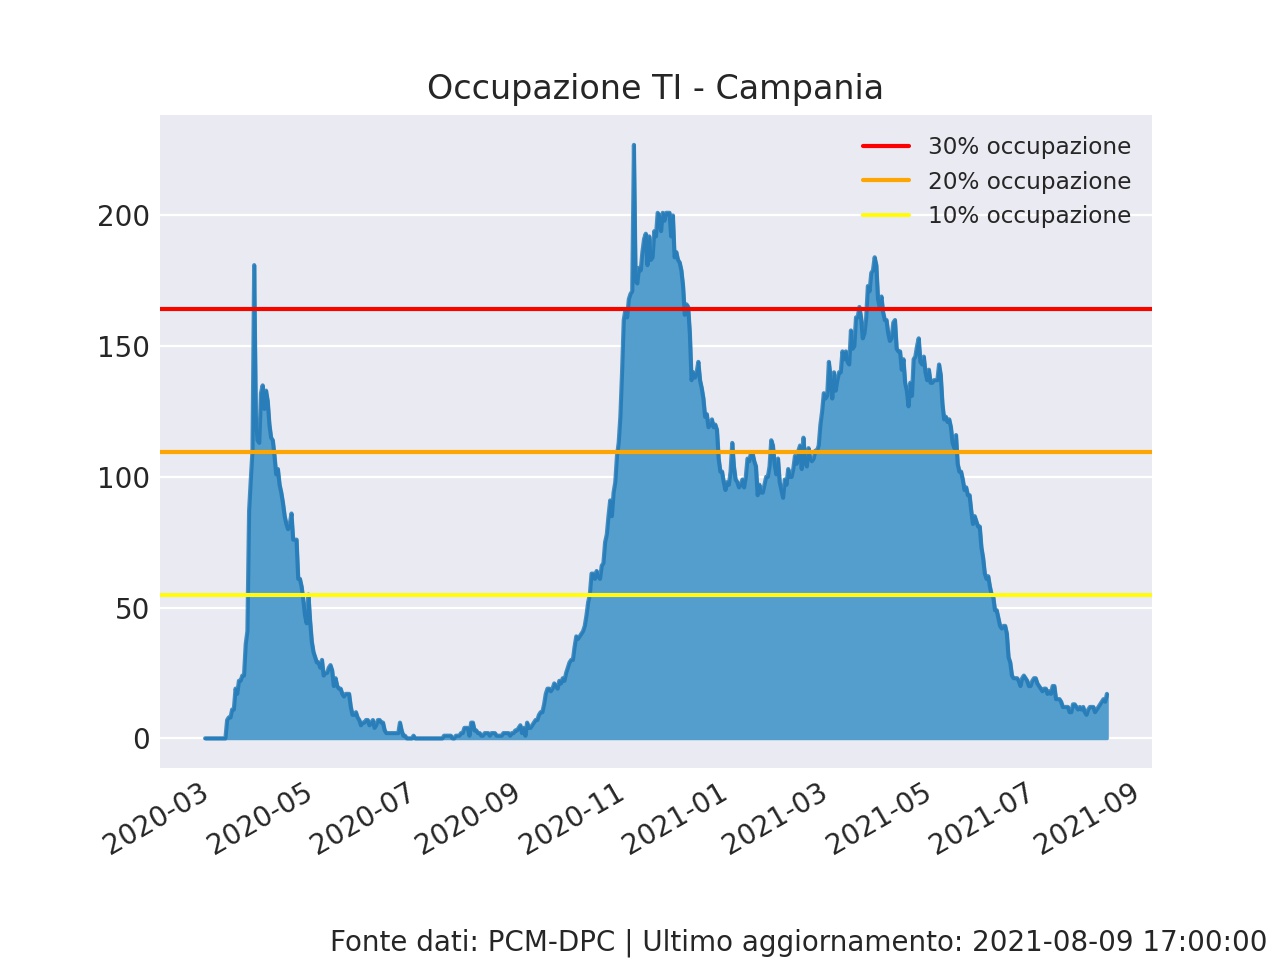 Occupazione TI - Campania
30% occupazione
20% occupazione
10% occupazione
200
150
100
50
0
2020-03 2020-05 2020-07 2020-09 2020-11 2021-01 2021-03 2021-05 2021-07 2021-09
Fonte dati: PCM-DPC | Ultimo aggiornamento: 2021-08-09 17:00:00